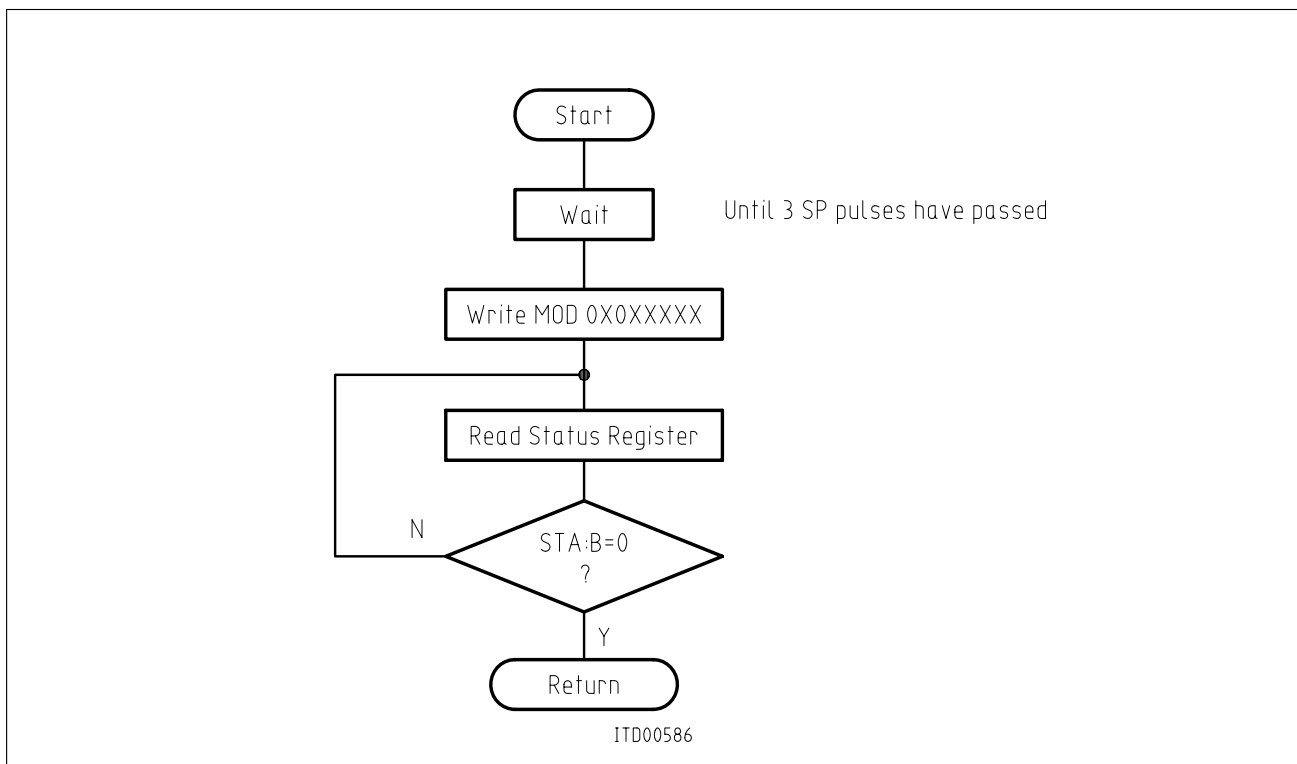 Start
Wait
Until 3 SP pulses have passed
Write MOD 0X0XXXXX
Read Status Register
N
STA:B=0
?
Y
Return
ITD00586